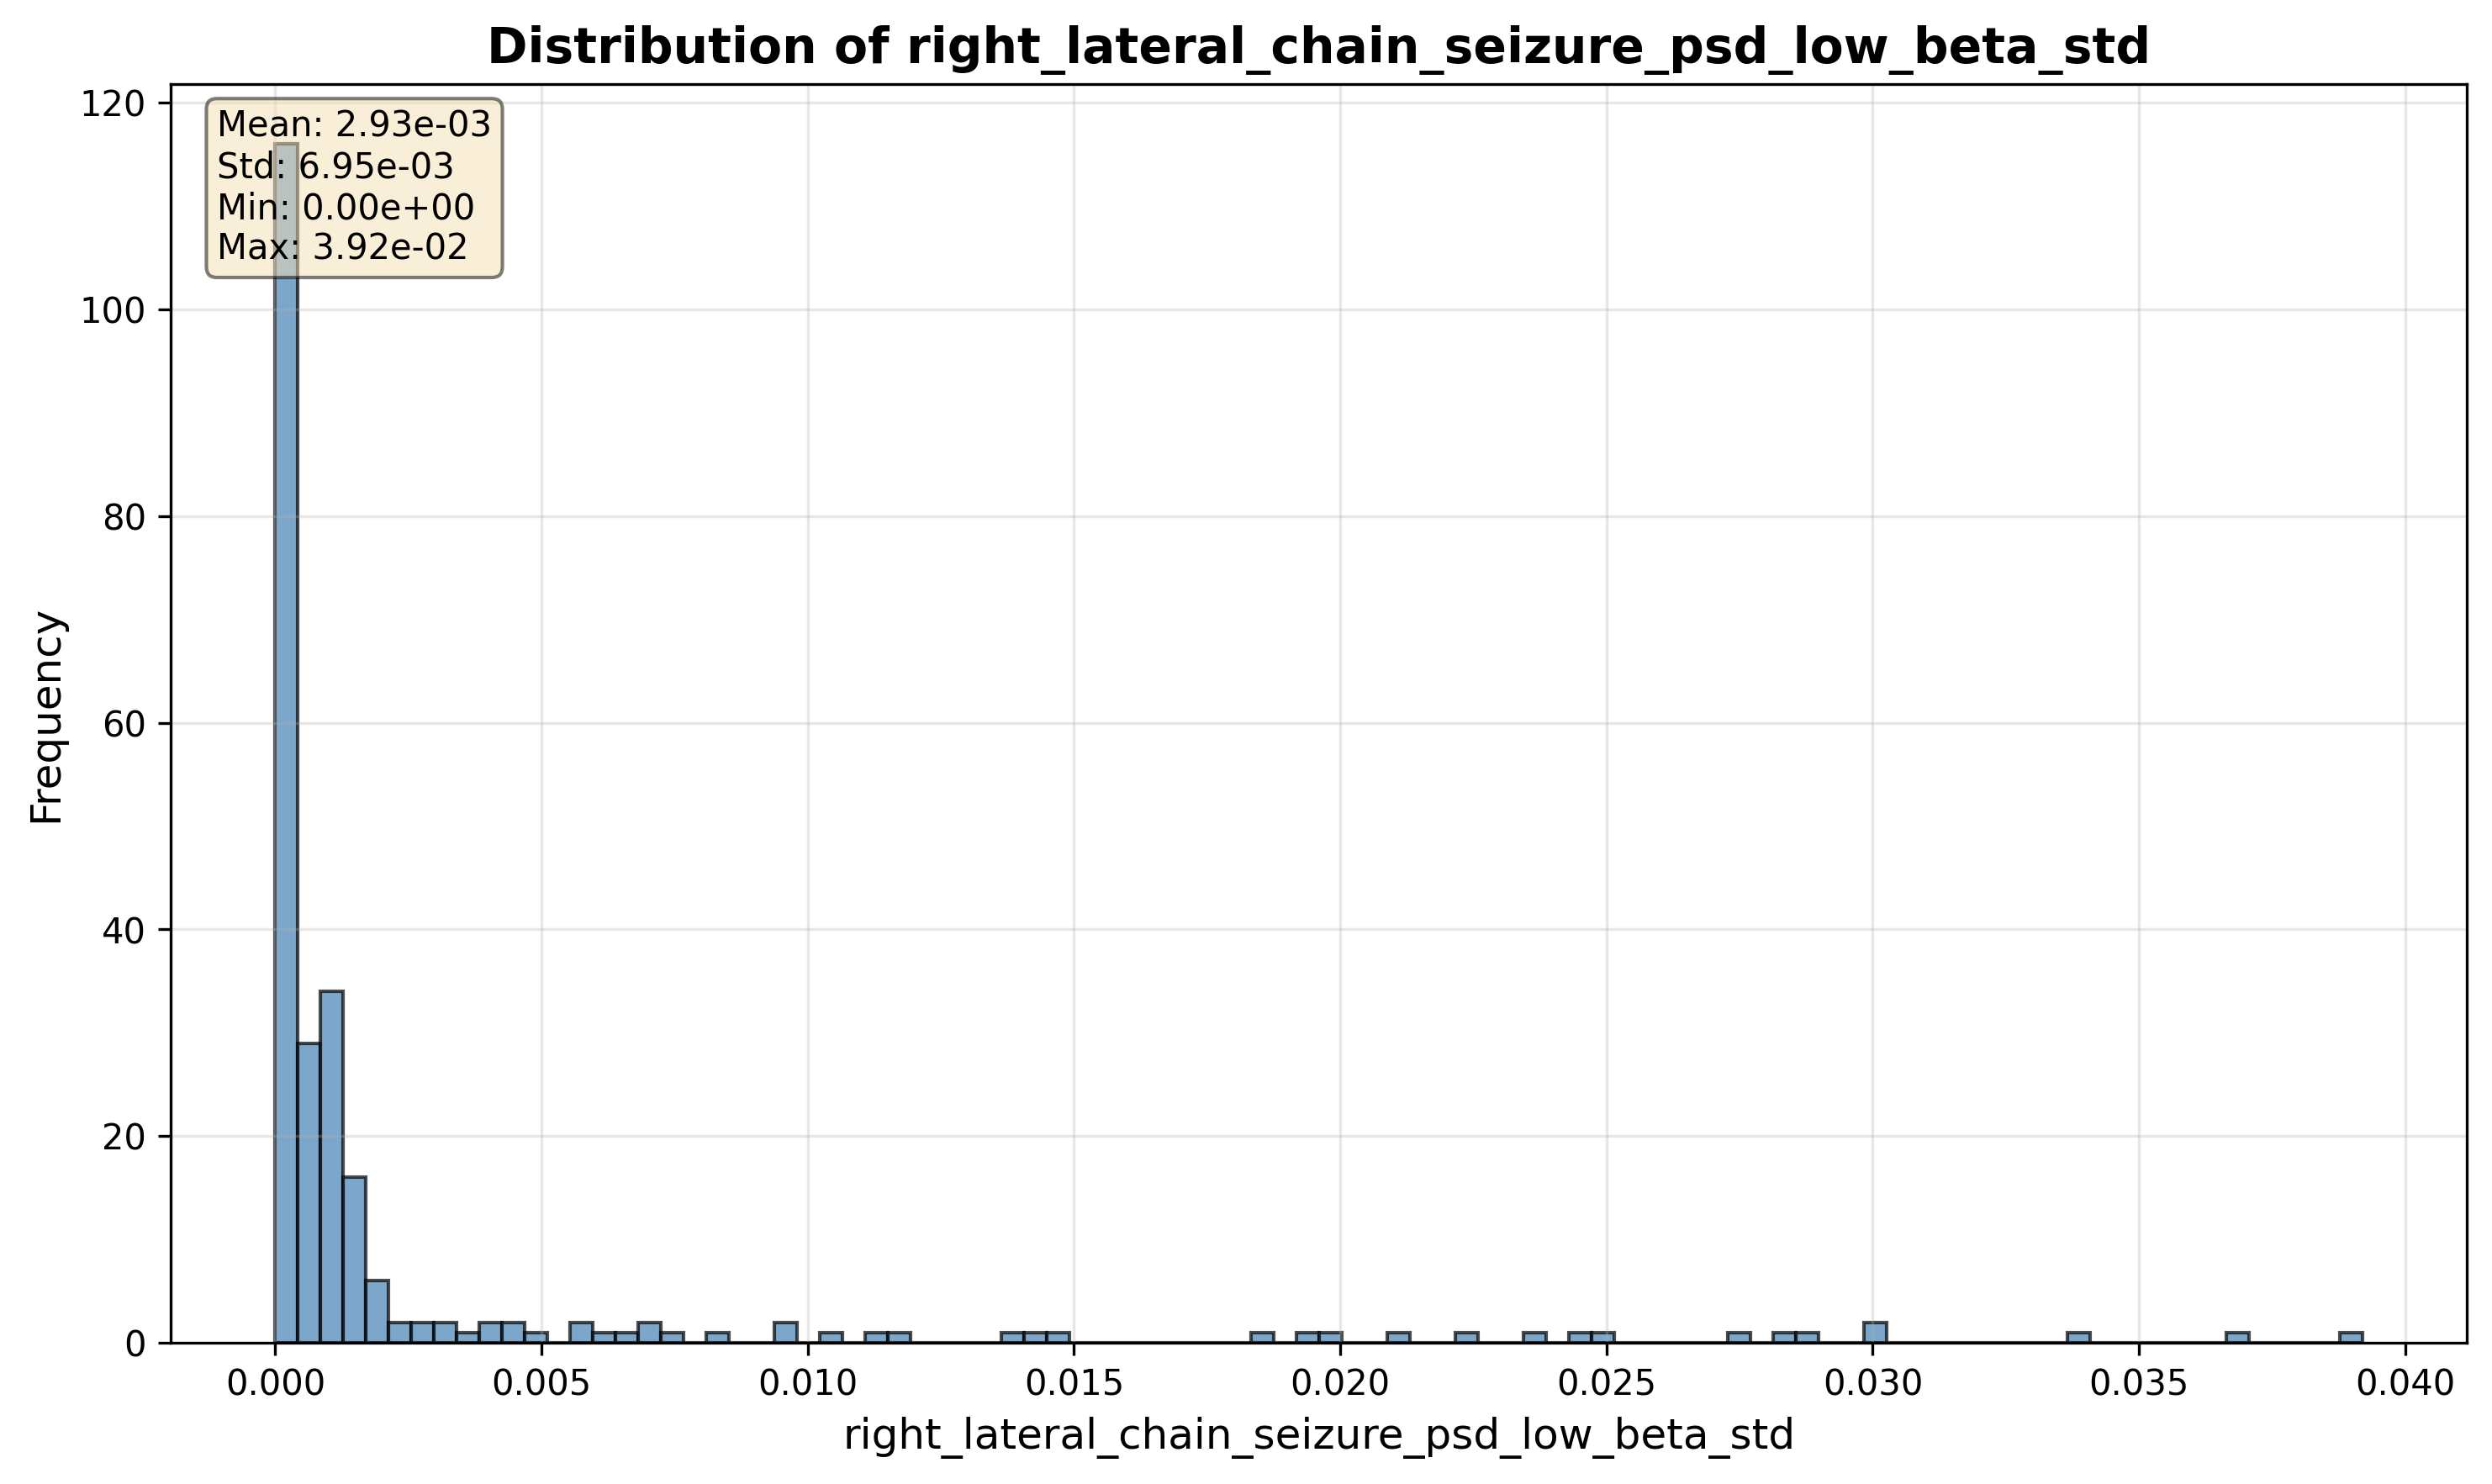 Distribution of right_lateral_chain_seizure_psd_low_beta_std
Mean: 2.93e-03
Std: 6.95e-03
Min: 0.00e+00
Max: 3.92e-02
Frequency
120
100
80
60
40
20
0
0.000 0.005 0.010 0.015 0.020 0.025 0.030 0.035 0.040
right_lateral_chain_seizure_psd_low_beta_std